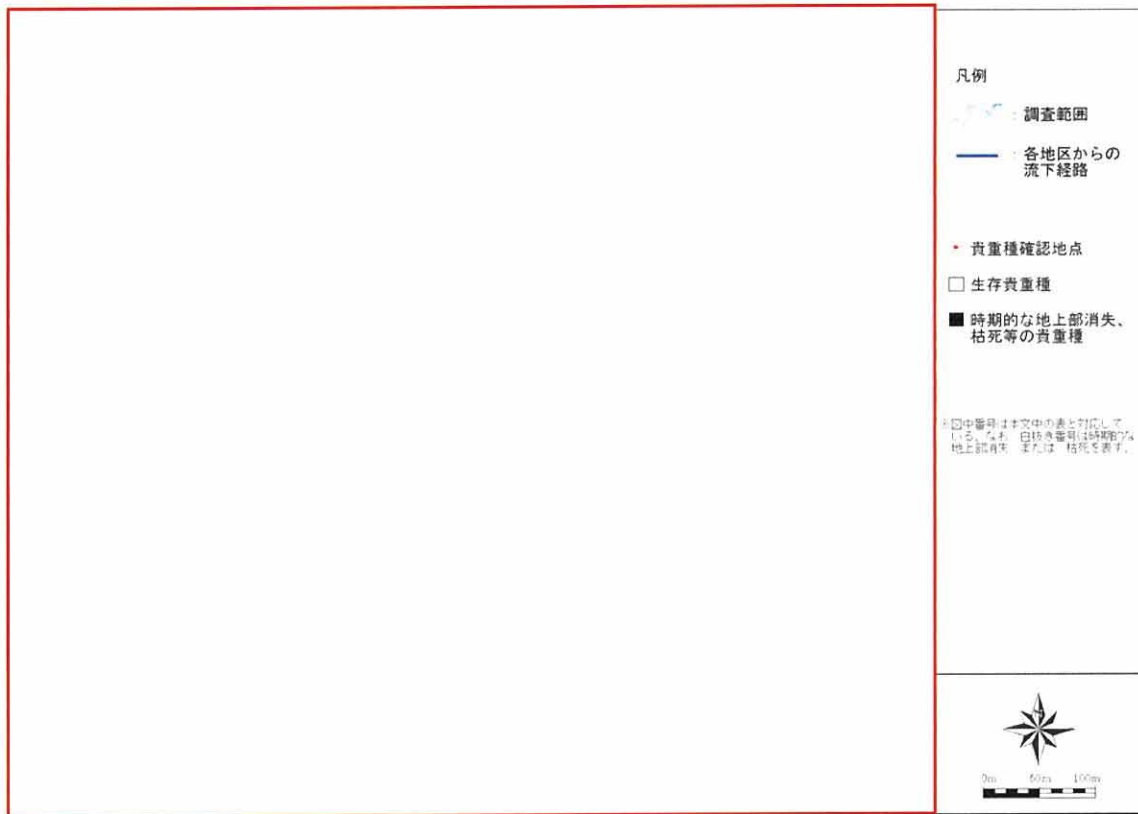 凡例
：調査範囲
：各地区からの
流下経路
貴重種確認地点
生存貴重種
時期的な地上部消失、
枯死等の貴重種
※図中番号は本文中の表と対応して
いる。なお、白抜き番号は時期的な
地上部消失、または、枯死を表す。
0m 50m 100m